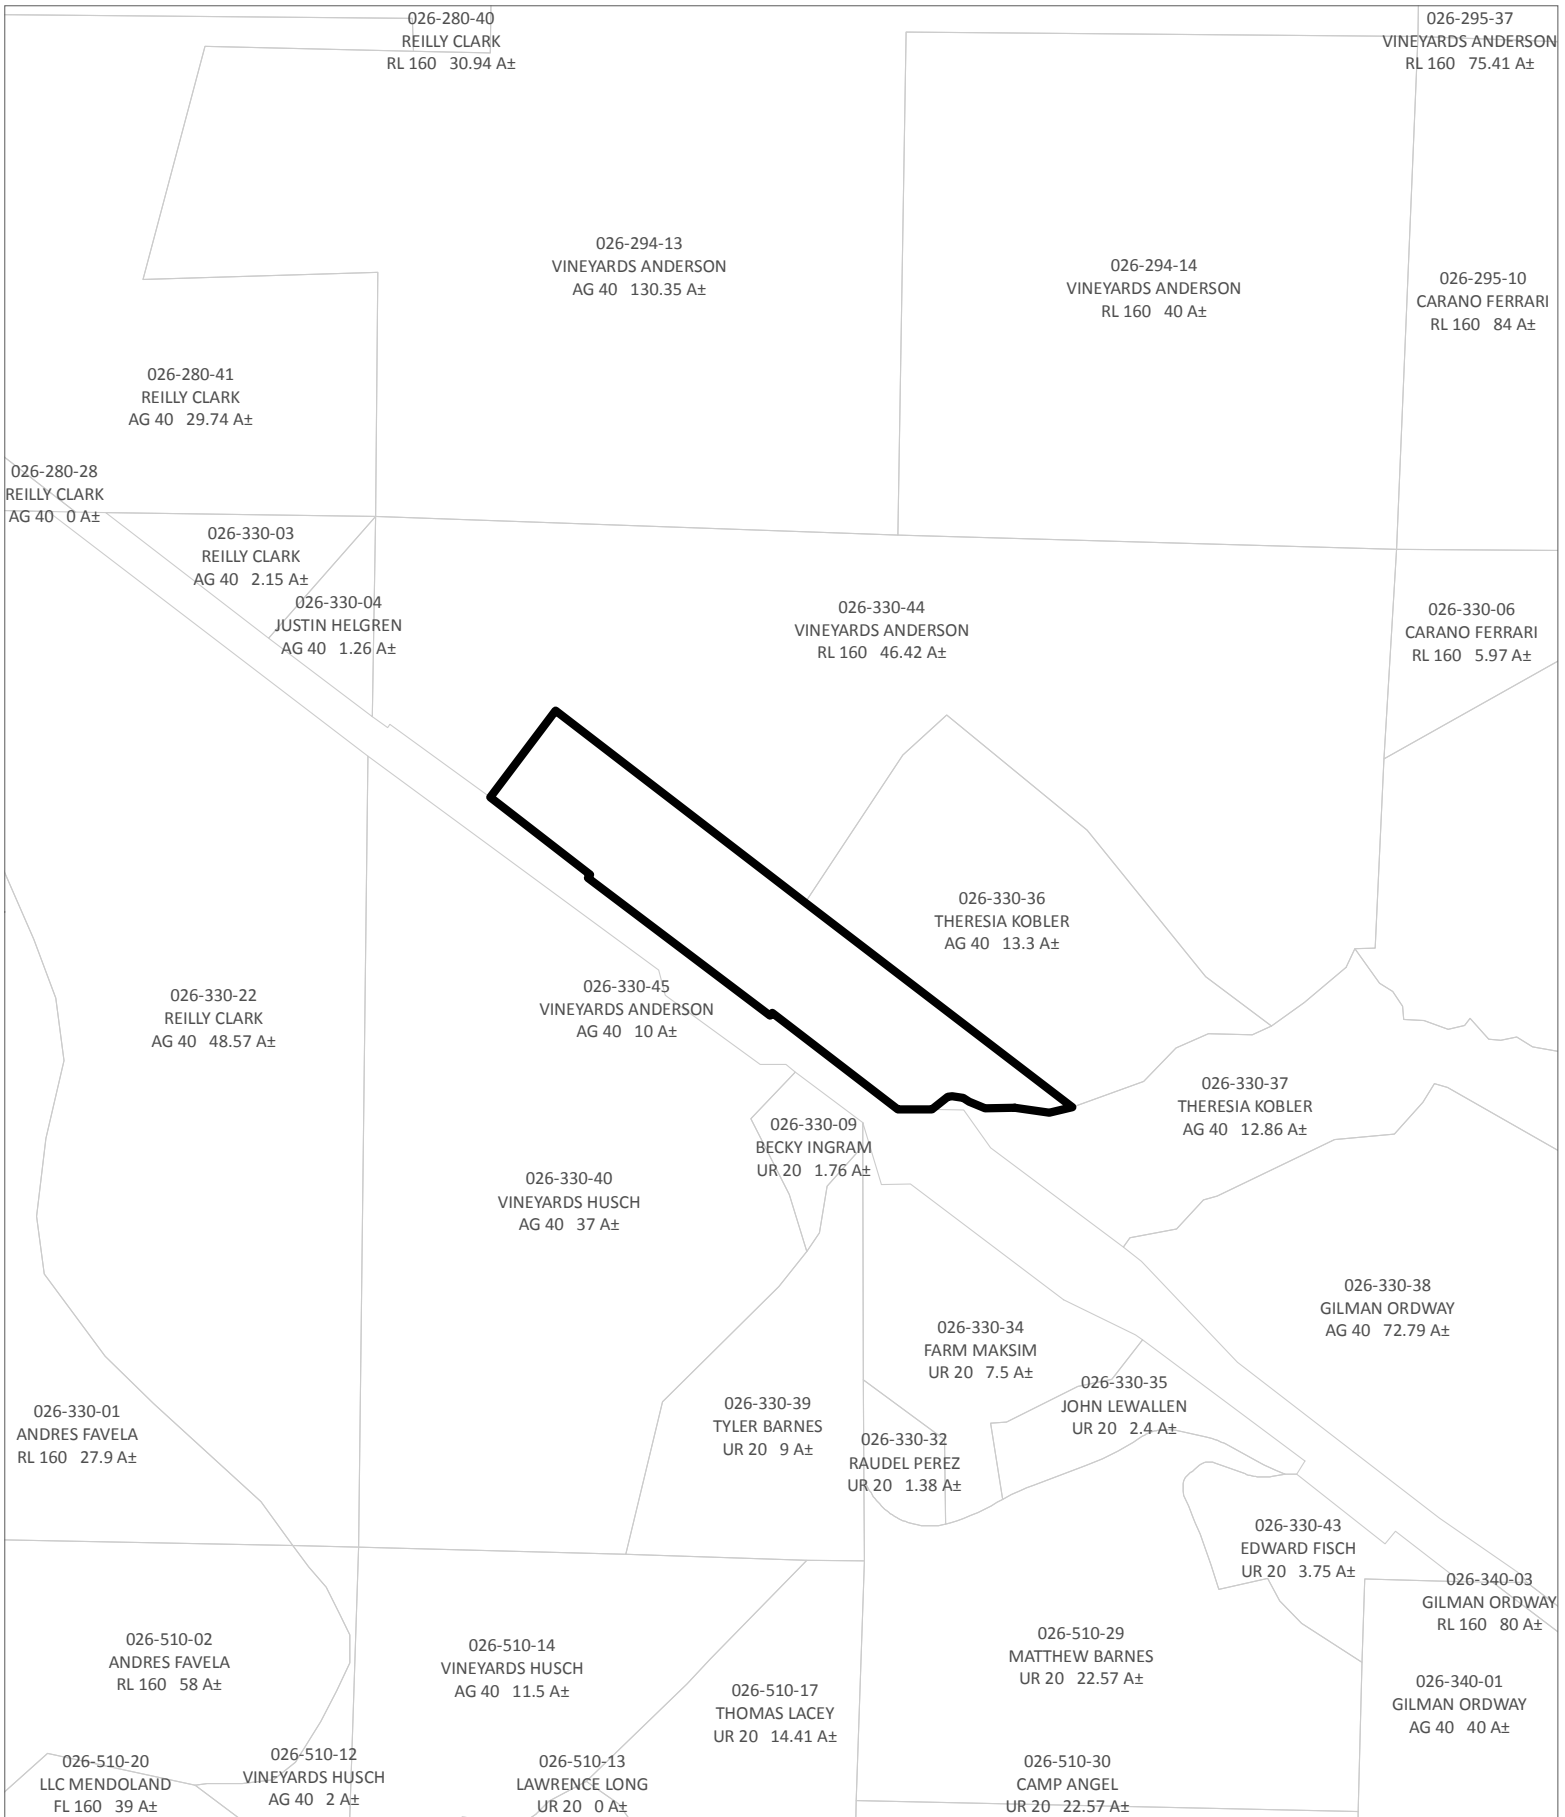 026-280-40
REILLY CLARK
RL 160 30.94 A±
026-295-37
VINEYARDS ANDERSON
RL 160 75.41 A±
026-294-13
VINEYARDS ANDERSON
AG 40 130.35 A±
026-294-14
VINEYARDS ANDERSON
RL 160 40 A±
026-295-10
CARANO FERRARI
RL 160 84 A±
026-280-41
REILLY CLARK
AG 40 29.74 A±
026-280-28
REILLY CLARK
AG 40 0 A±
026-330-03
REILLY CLARK
AG 40 2.15 A±
026-330-04
JUSTIN HELGREN
AG 40 1.26 A±
026-330-44
VINEYARDS ANDERSON
RL 160 46.42 A±
026-330-06
CARANO FERRARI
RL 160 5.97 A±
026-330-36
THERESIA KOBLER
AG 40 13.3 A±
026-330-22
REILLY CLARK
AG 40 48.57 A±
026-330-45
VINEYARDS ANDERSON
AG 40 10 A±
026-330-37
THERESIA KOBLER
AG 40 12.86 A±
026-330-09
BECKY INGRAM
UR 20 1.76 A±
026-330-40
VINEYARDS HUSCH
AG 40 37 A±
026-330-38
GILMAN ORDWAY
AG 40 72.79 A±
026-330-34
FARM MAKSIM
UR 20 7.5 A±
026-330-35
JOHN LEWALLEN
UR 20 2.4 A±
026-330-01
ANDRES FAVELA
RL 160 27.9 A±
026-330-39
TYLER BARNES
UR 20 9 A±
026-330-32
RAUDEL PEREZ
UR 20 1.38 A±
026-330-43
EDWARD FISCH
UR 20 3.75 A±
026-340-03
GILMAN ORDWAY
RL 160 80 A±
026-510-02
ANDRES FAVELA
RL 160 58 A±
026-510-14
VINEYARDS HUSCH
AG 40 11.5 A±
026-510-29
MATTHEW BARNES
UR 20 22.57 A±
026-510-17
THOMAS LACEY
UR 20 14.41 A±
026-340-01
GILMAN ORDWAY
AG 40 40 A±
026-510-20
LLC MENDOLAND
FL 160 39 A±
026-510-12
VINEYARDS HUSCH
AG 40 2 A±
026-510-13
LAWRENCE LONG
UR 20 0 A±
026-510-30
CAMP ANGEL
UR 20 22.57 A±